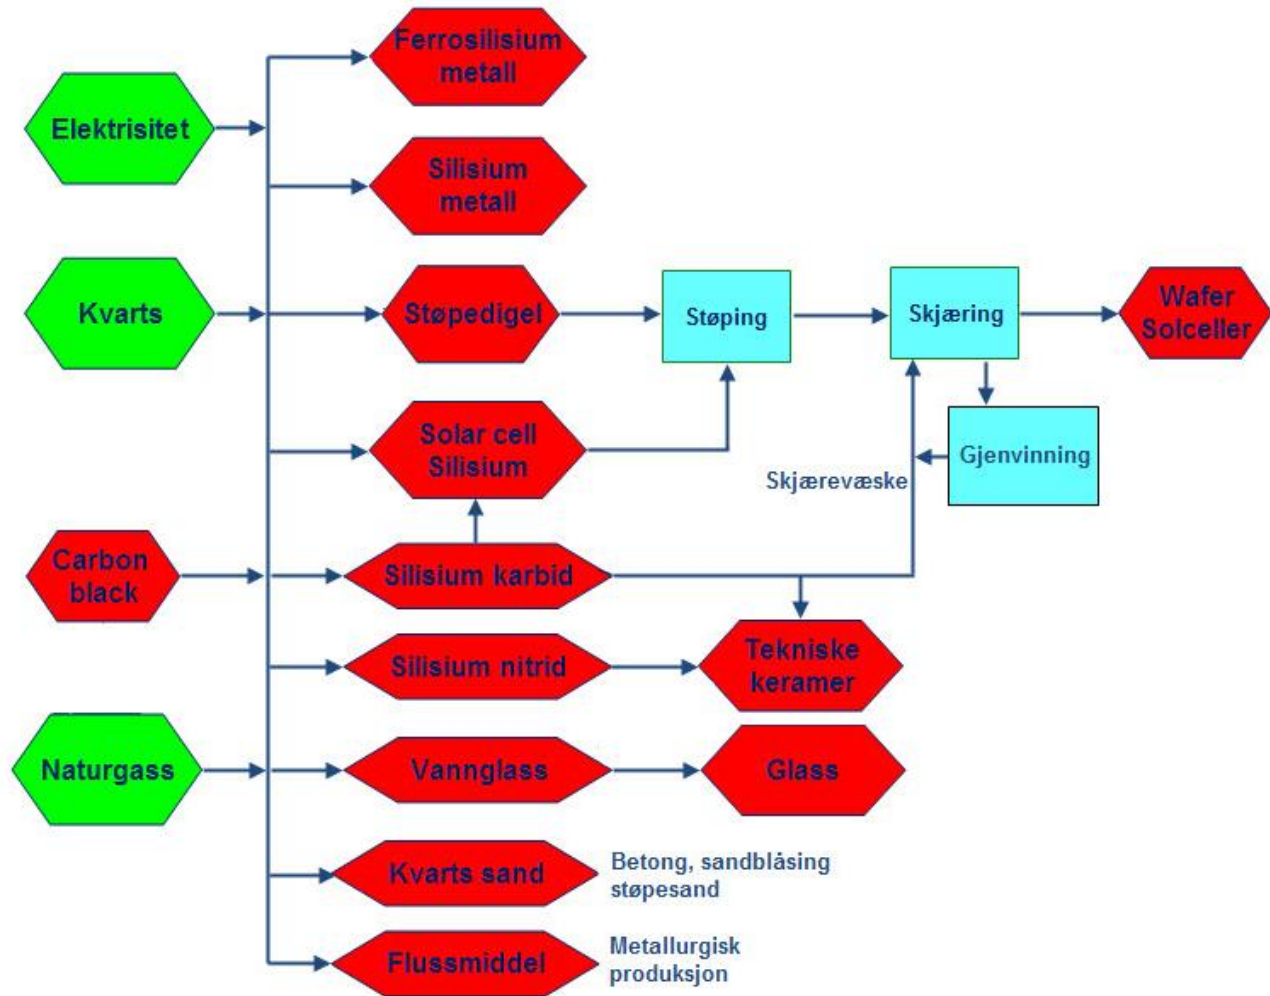 Ferrosilisium
metall
Elektrisitet
Silisium
metall
Kvarts
Støpedigel
Støping
Skjæring
Wafer
Solceller
Solar cell
Silisium
Gjenvinning
Skjærevæske
Carbon
black
Silisium karbid
Silisium nitrid
Tekniske
keramer
Naturgass
Vannglass
Glass
Kvarts sand
Betong, sandblåsing
støpesand
Flussmiddel
Metallurgisk
produksjon